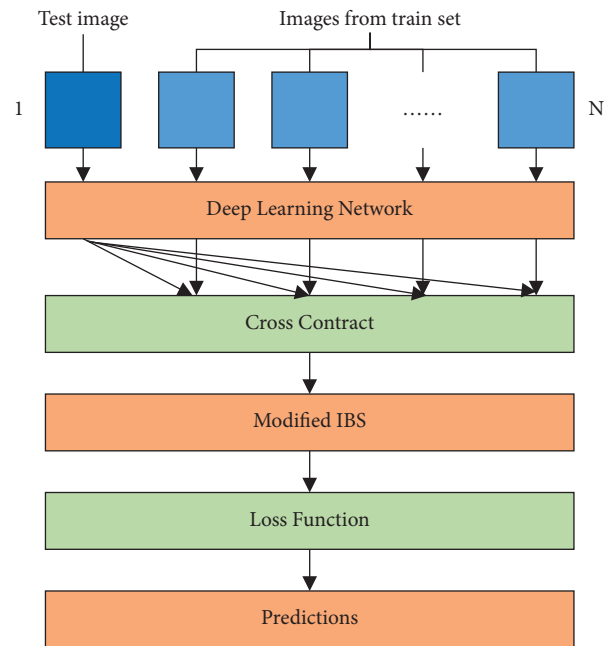 Test image
Images from train set
1
......
N
Deep Learning Network
Cross Contract
Modified IBS
Loss Function
Predictions